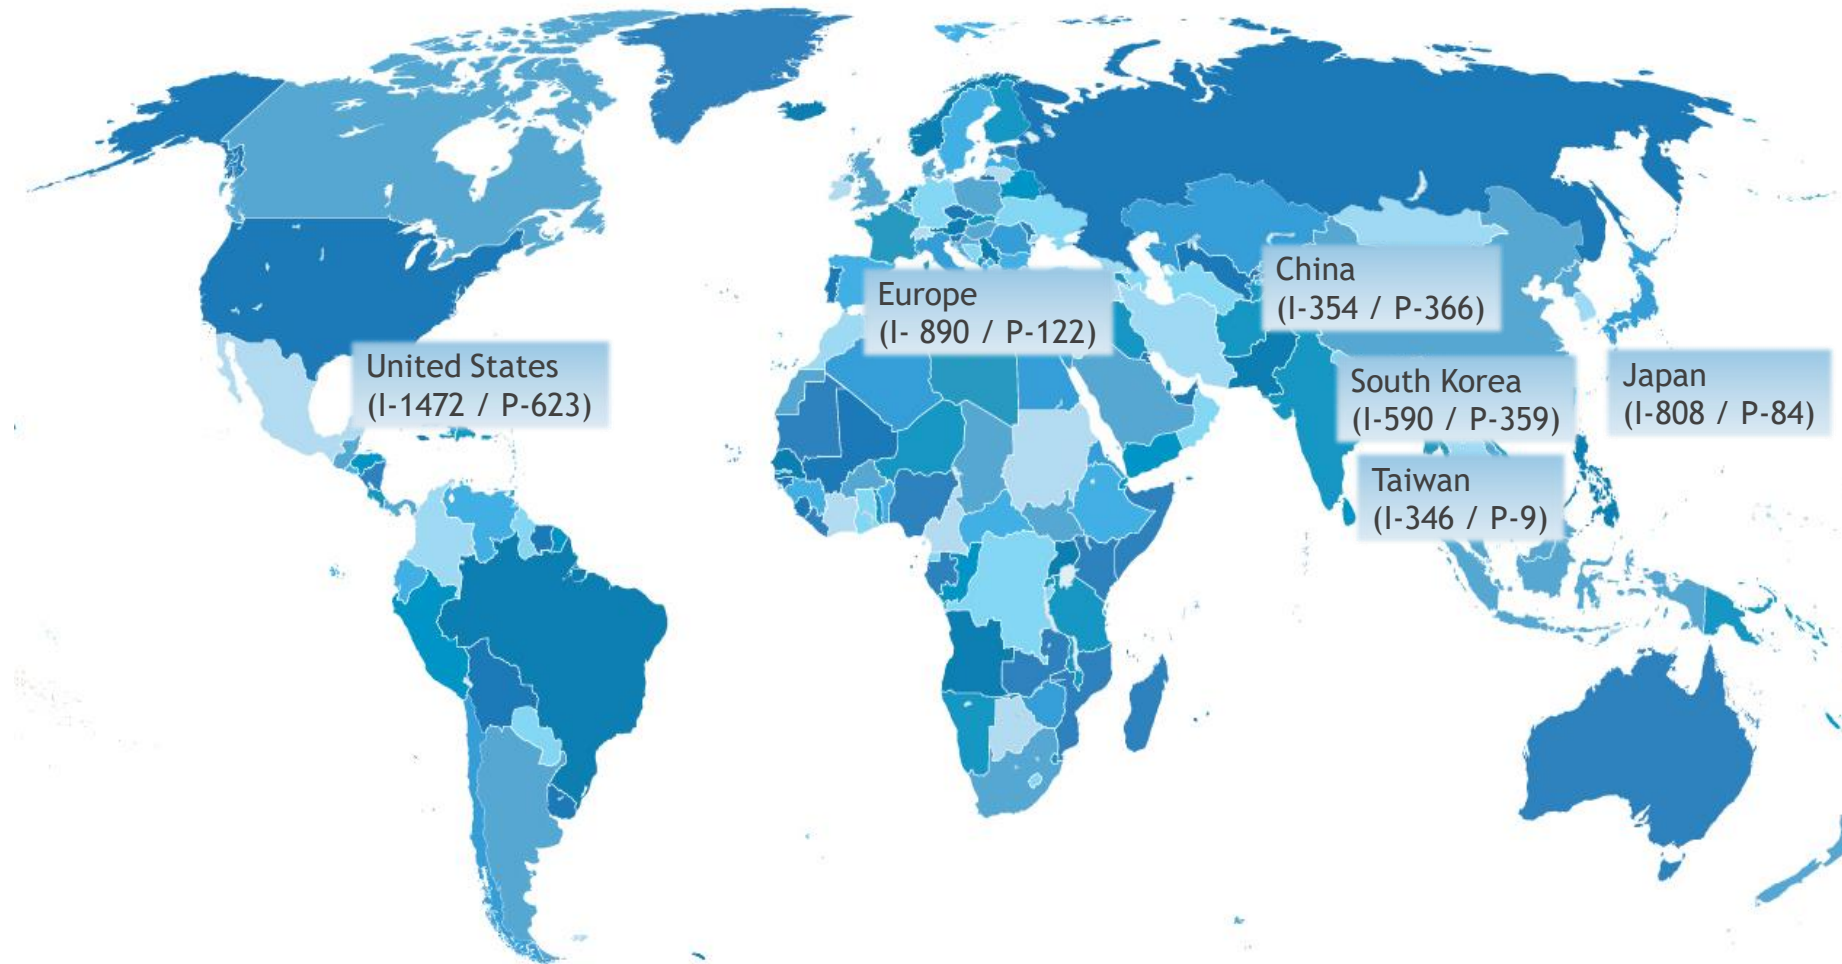 China
(I-354 / P-366)
Europe
(I- 890 / P-122)
United States
(I-1472 / P-623)
South Korea
(I-590 / P-359)
Japan
(I-808 / P-84)
Taiwan
(I-346 / P-9)